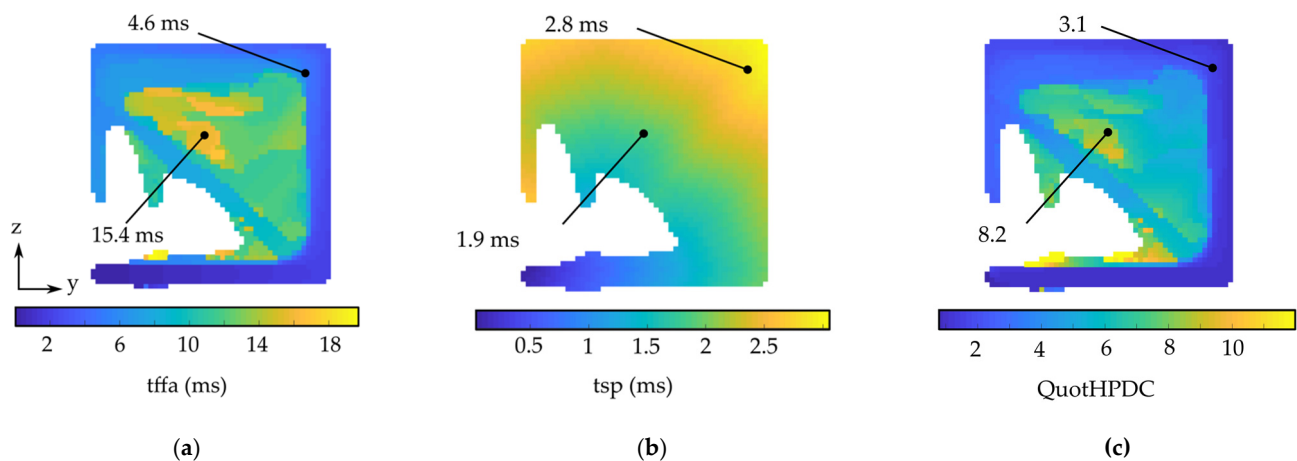 4.6 ms
15.4 ms
z
y
2 6 10 14 18
tffa (ms)
(a)
2.8 ms
1.9 ms
0.5 1 1.5 2 2.5
tsp (ms)
(b)
3.1
8.2
2 4 6 8 10
QuotHPDC
(c)